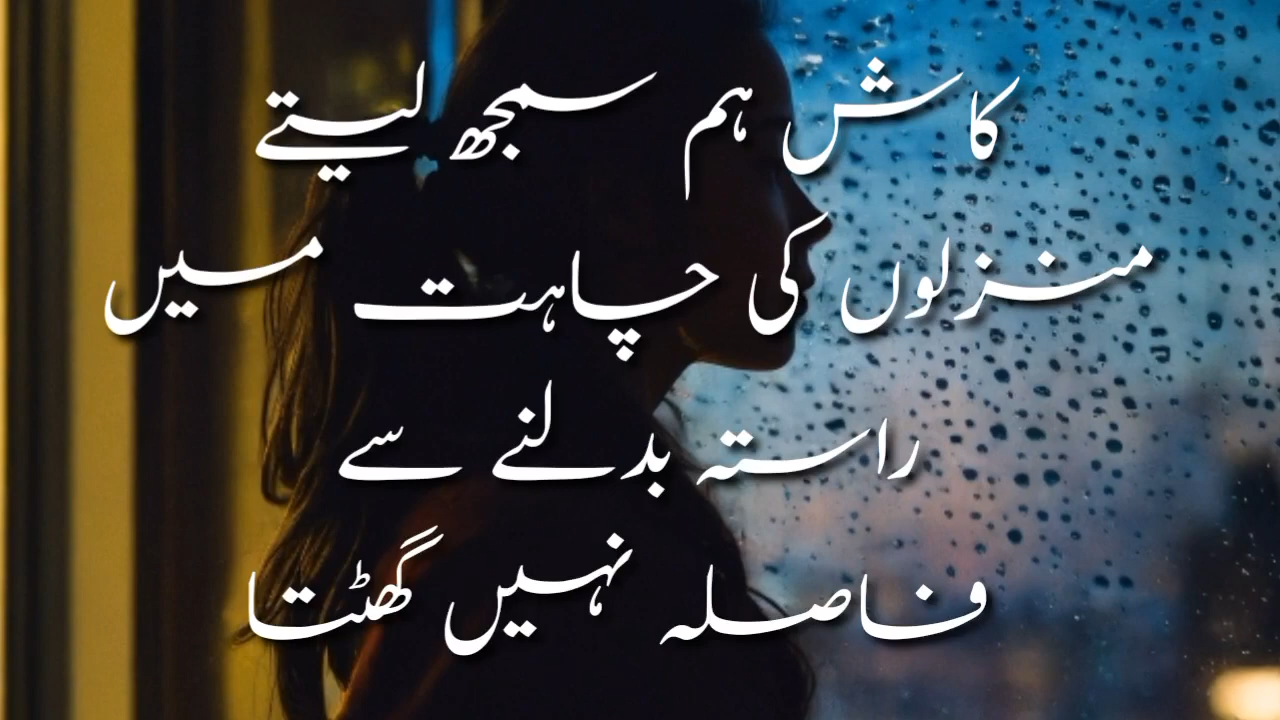 کاش ہم سمجھ لیتے
منزلوں کی چاہت میں
راستہ بدلنے سے
فاصلہ نہیں گھٹتا